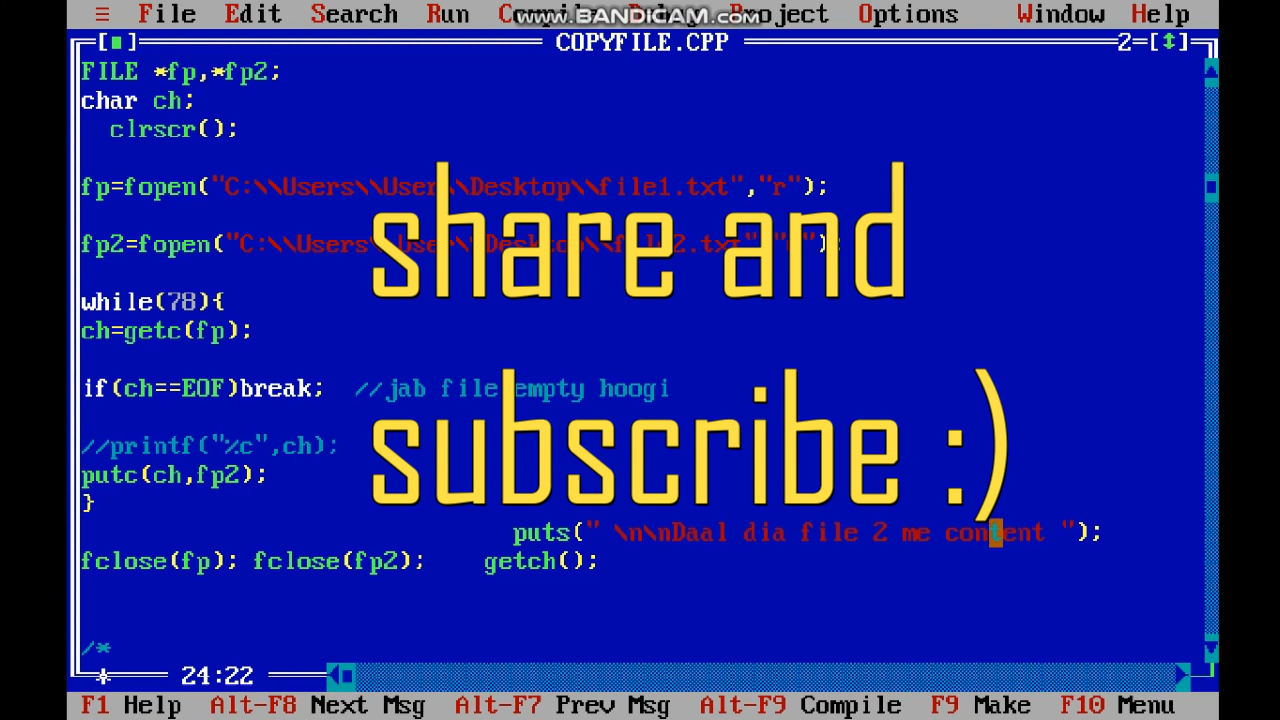 ≡ File Edit Search Run Compile Debug Project Options Window Help
www.BANDICAM.com
COPYFILE.CPP 2
FILE *fp,*fp2;
char ch;
clrscr();
fp=fopen("C:\\Users\\User\\Desktop\\file1.txt","r");
fp2=fopen("C:\\Users\\User\\Desktop\\file2.txt"
share and
while(78){
ch=getc(fp);
if(ch==EOF)break; //jab file empty hoogi
//printf("%c",ch);
putc(ch,fp2);
subscribe :)
}
puts(" \n\nDaal dia file 2 me content ");
fclose(fp); fclose(fp2); getch();
/*
24:22
F1 Help Alt-F8 Next Msg Alt-F7 Prev Msg Alt-F9 Compile F9 Make F10 Menu